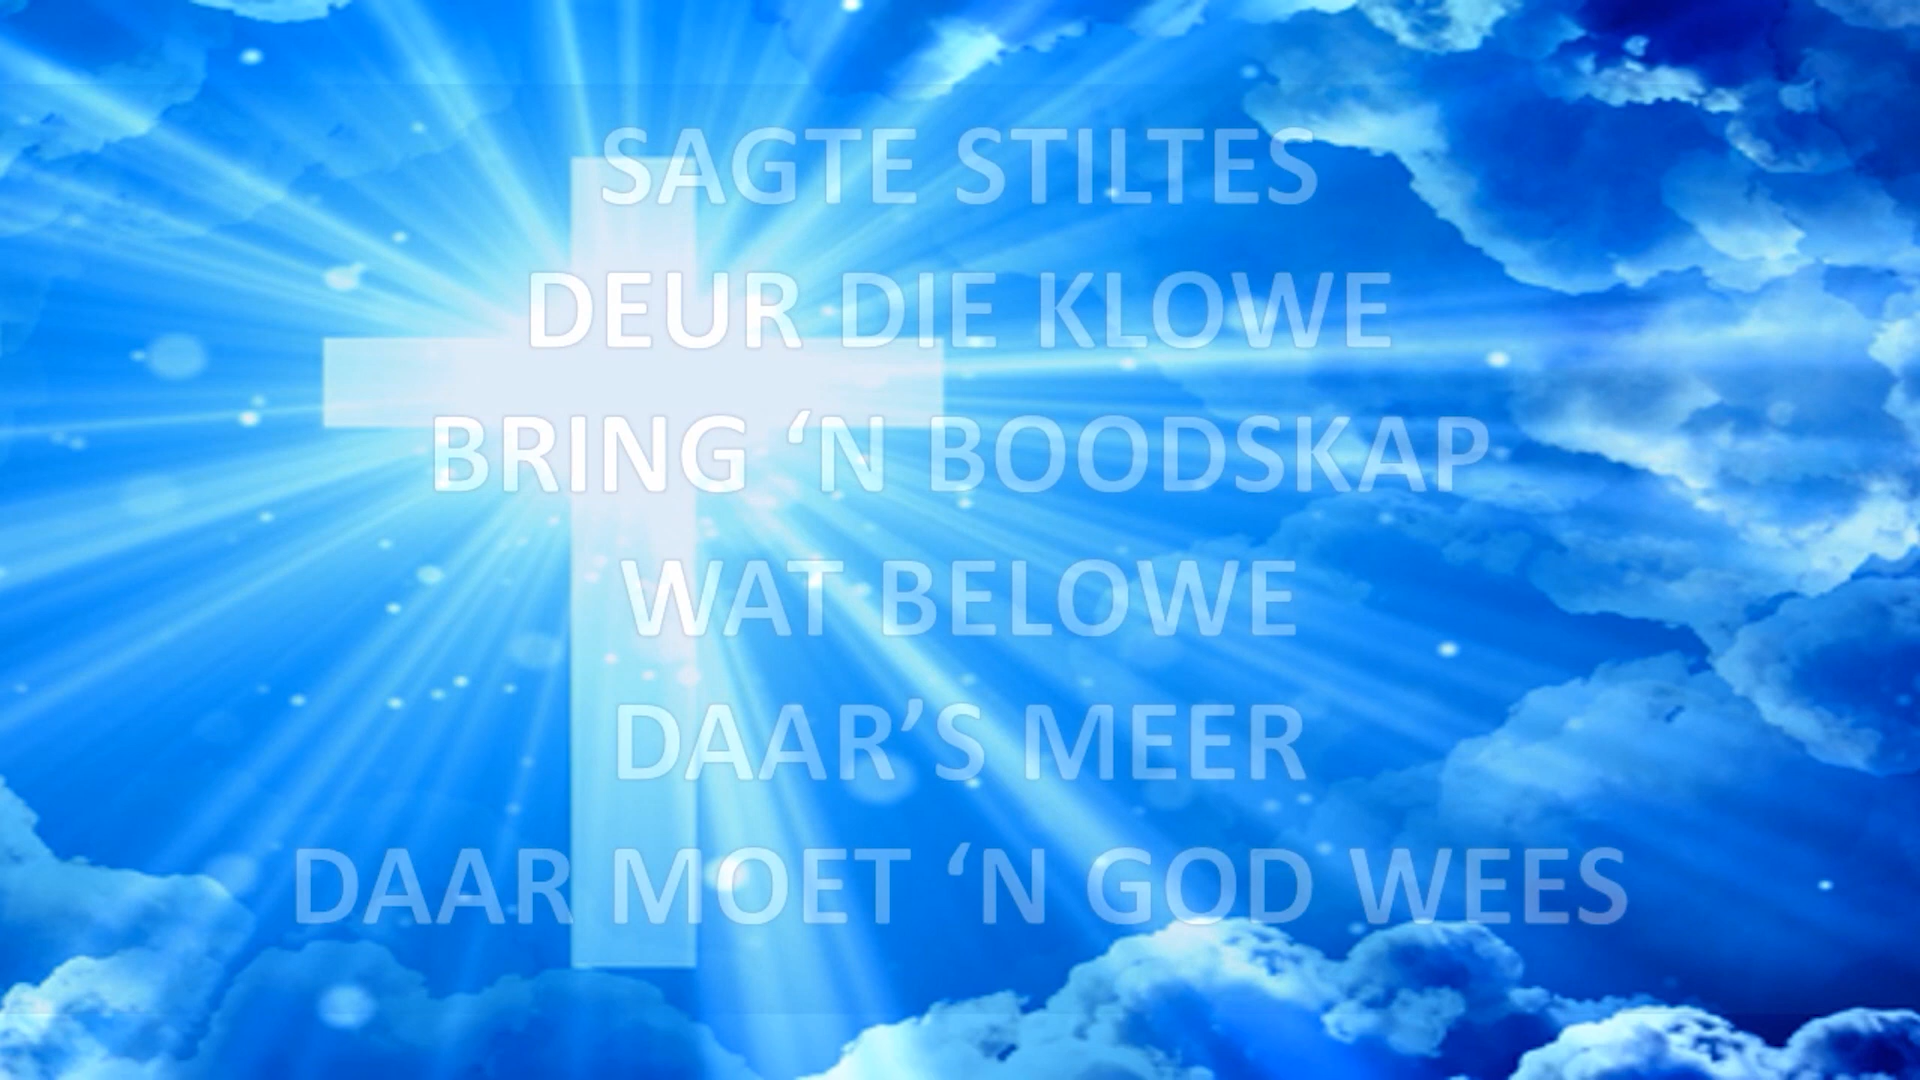 SAGTE STILTES
DEUR DIE KLOWE
BRING ‘N BOODSKAP
WAT BELOWE
DAAR’S MEER
DAAR MOET ‘N GOD WEES